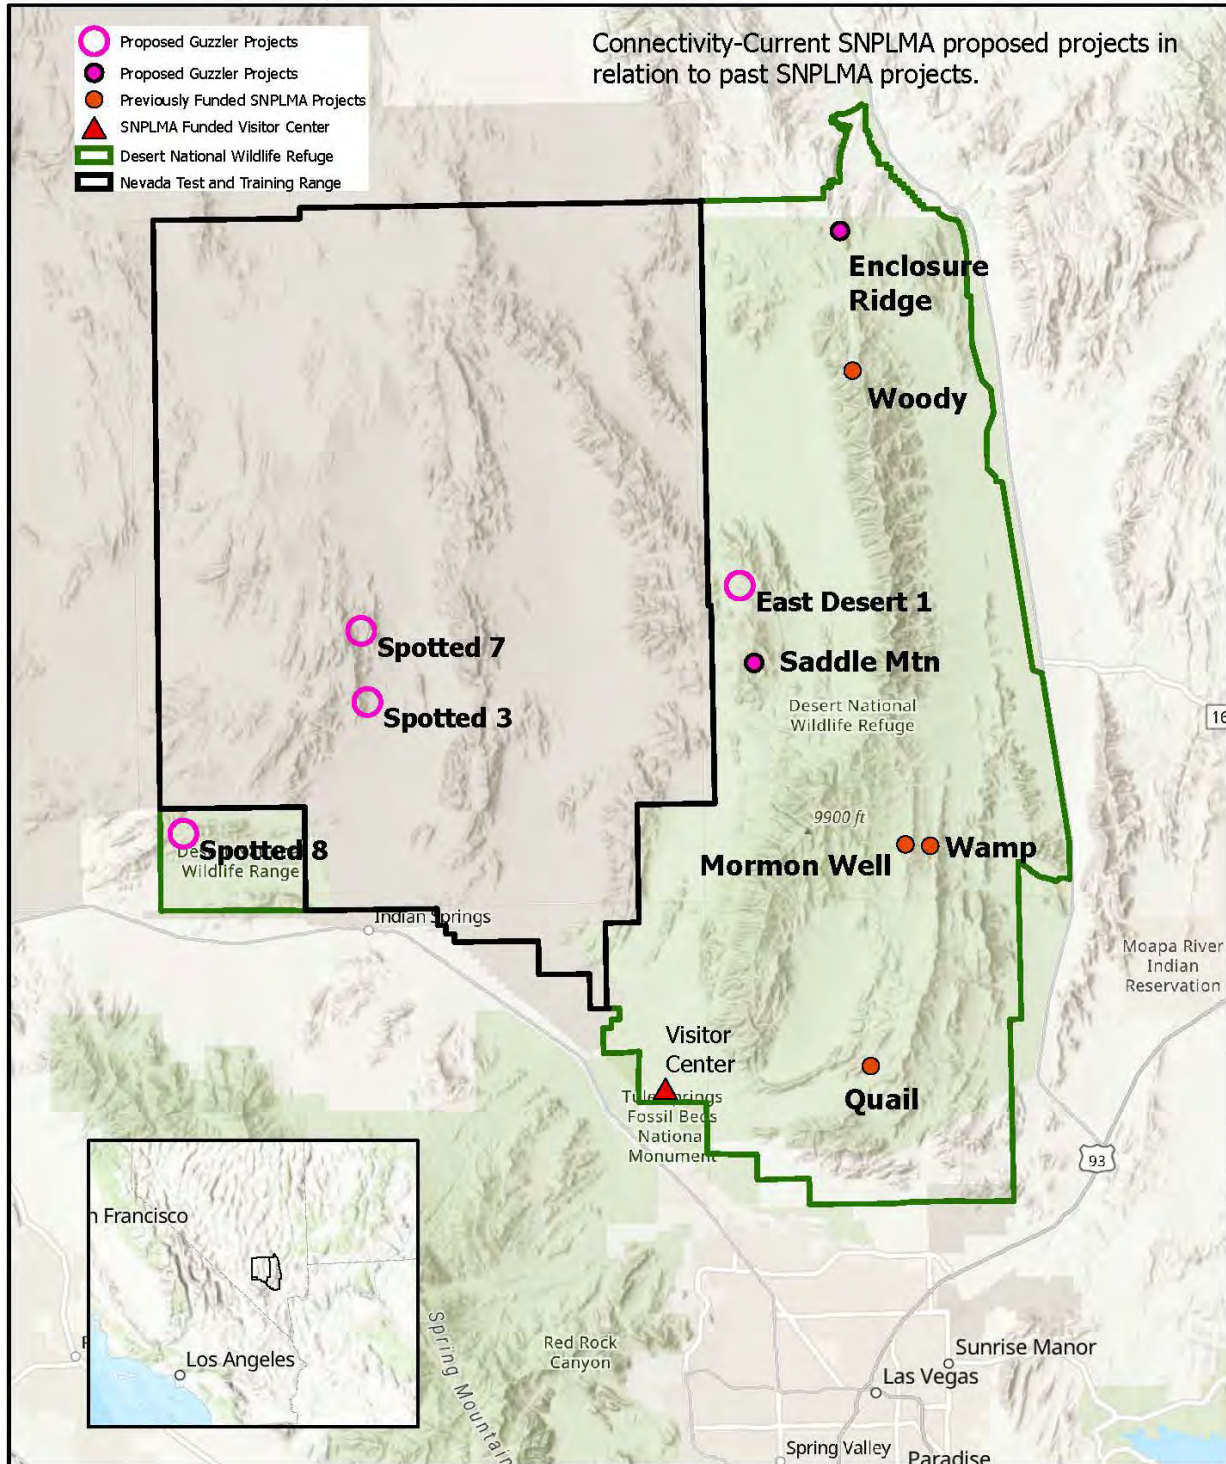 Proposed Guzzler Projects
Proposed Guzzler Projects
Previously Funded SNPLMA Projects
SNPLMA Funded Visitor Center
Desert National Wildlife Refuge
Nevada Test and Training Range
Connectivity-Current SNPLMA proposed projects in
relation to past SNPLMA projects.
Enclosure
Ridge
Woody
East Desert 1
Spotted 7
Saddle Mtn
Spotted 3
Desert National
Wildlife Refuge
16
9900 ft
Spotted 8
Wildlife Range
Mormon Well
Wamp
Indian Springs
Moapa River
Indian
Reservation
Visitor
Center
Quail
Tule Springs
Fossil Beds
National
Monument
93
n Francisco
Los Angeles
Spring Mountain
Red Rock
Canyon
Sunrise Manor
Las Vegas
Spring Valley
Paradise